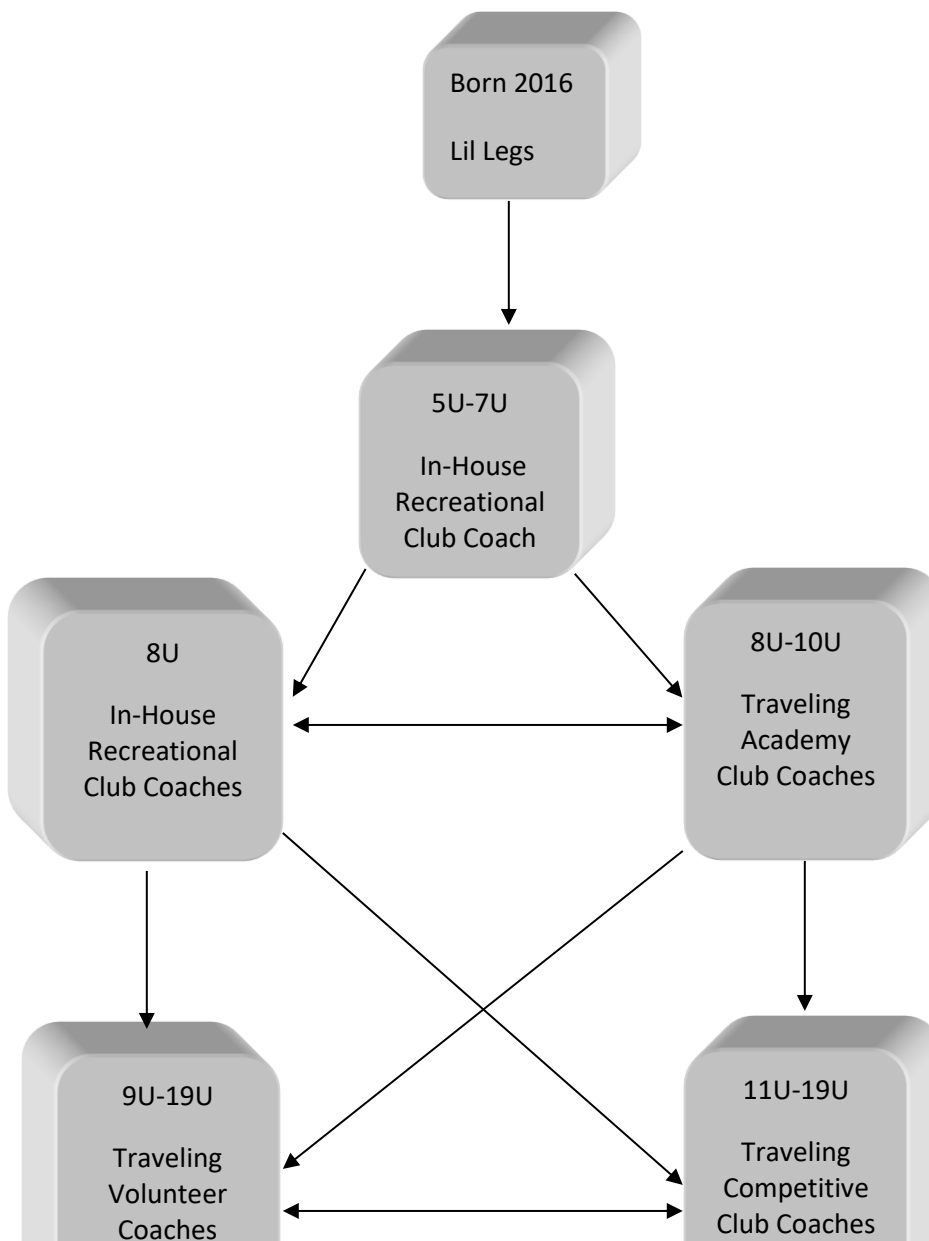 Born 2016
Lil Legs
5U-7U
In-House
Recreational
Club Coach
8U
In-House
Recreational
Club Coaches
8U-10U
Traveling
Academy
Club Coaches
9U-19U
Traveling
Volunteer
Coaches
11U-19U
Traveling
Competitive
Club Coaches